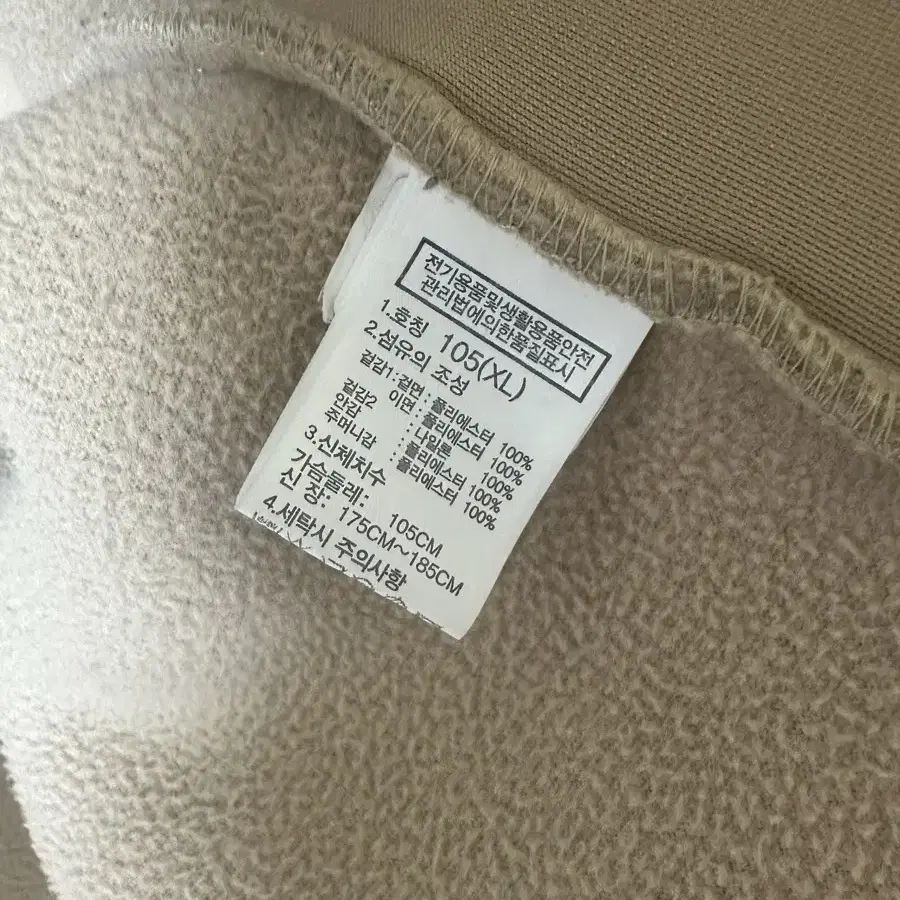 전기용품및생활용품안전
관리법에의한품질표시
1.호칭 105(XL)
2.섬유의 조성
겉감1:겉면 : 폴리에스터 100%
이면 : 폴리에스터 100%
겉감2 : 나일론 100%
안감 : 폴리에스터 100%
주머니감 : 폴리에스터 100%
3.신체치수
가슴둘레: 105CM
신 장: 175CM~185CM
4.세탁시 주의사항